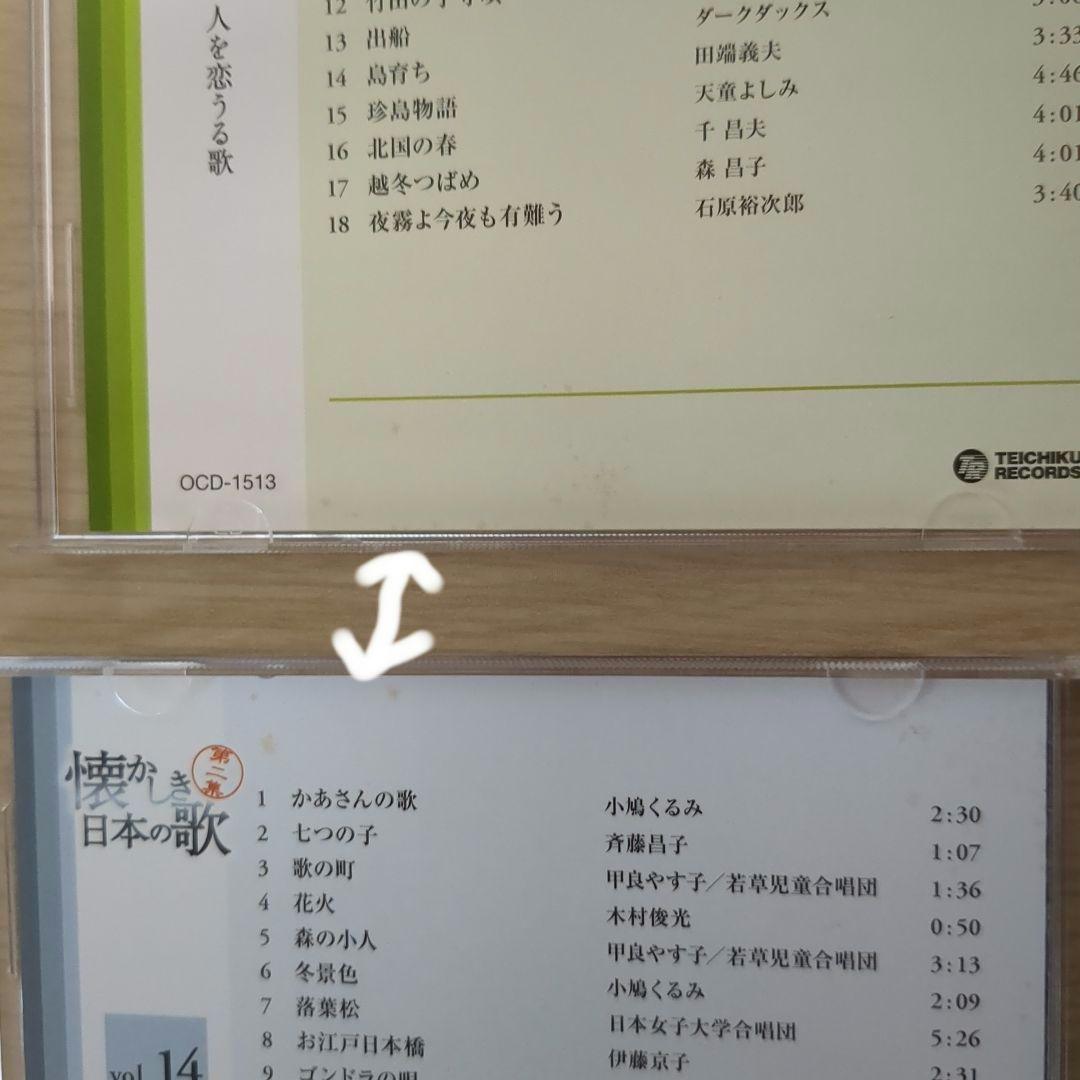 人を恋うる歌
12
13 出船 ダークダックス
14 島育ち 田端義夫 3:33
15 珍島物語 天童よしみ 4:46
16 北国の春 千 昌夫 4:01
17 越冬つばめ 森 昌子 4:01
18 夜霧よ今夜も有難う 石原裕次郎 3:40
OCD-1513
TEICHIKU
RECORDS
懐かしき
日本の歌
第二集
1 かあさんの歌 小鳩くるみ 2:30
2 七つの子 斉藤昌子 1:07
3 歌の町 甲良やす子／若草児童合唱団 1:36
4 花火 木村俊光 0:50
5 森の小人 甲良やす子／若草児童合唱団 3:13
6 冬景色 小鳩くるみ 2:09
7 落葉松 日本女子大学合唱団 5:26
8 お江戸日本橋 伊藤京子 2:31
9 ゴンドラの唄
vol.14